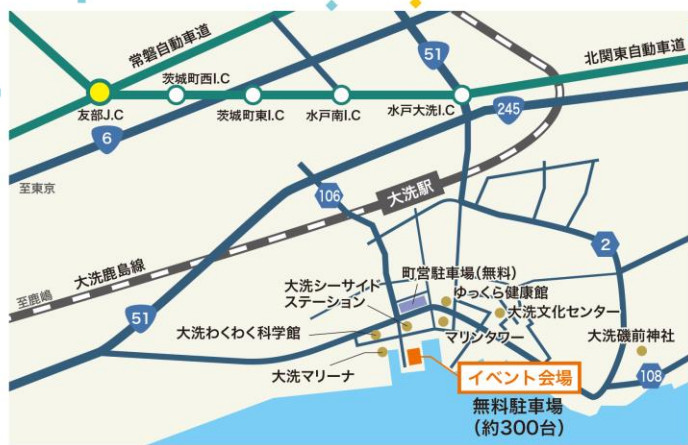 常磐自動車道
51
北関東自動車道
茨城町西I.C
友部J.C
茨城町東I.C
水戸南I.C
水戸大洗I.C
245
6
至東京
106
大洗駅
大洗鹿島線
2
町営駐車場(無料)
大洗シーサイド
ステーション
ゆっくら健康館
至鹿嶋
51
大洗文化センター
大洗わくわく科学館
マリンタワー
大洗磯前神社
大洗マリーナ
イベント会場
108
無料駐車場
(約300台)